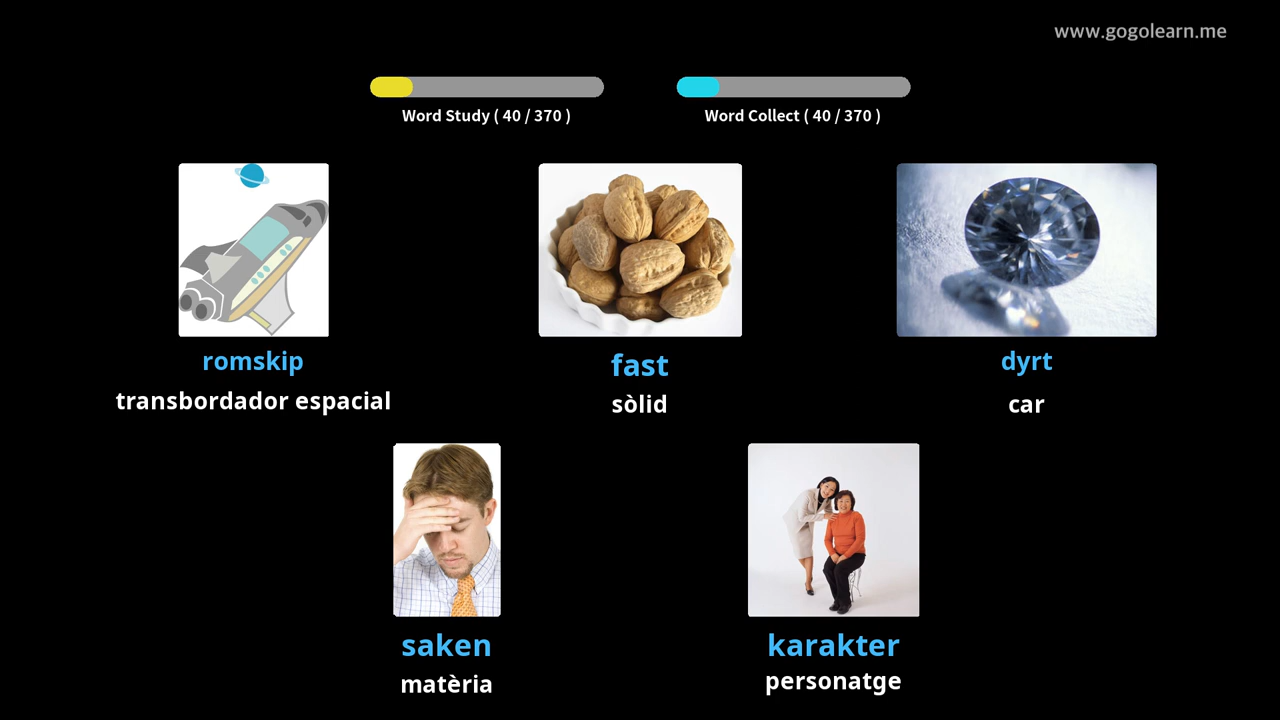 www.gogolearn.me
Word Study ( 40 / 370 )
Word Collect ( 40 / 370 )
romskip
transbordador espacial
fast
sòlid
dyrt
car
saken
matèria
karakter
personatge